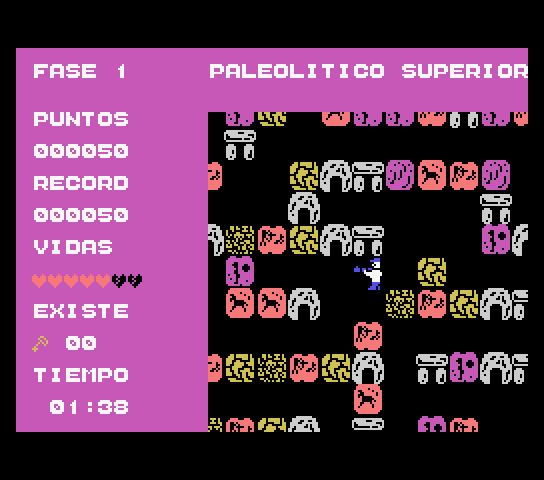 FASE 1 PALEOLITICO SUPERIOR
PUNTOS
000050
RECORD
000050
VIDAS
EXISTE
00
TIEMPO
01:38